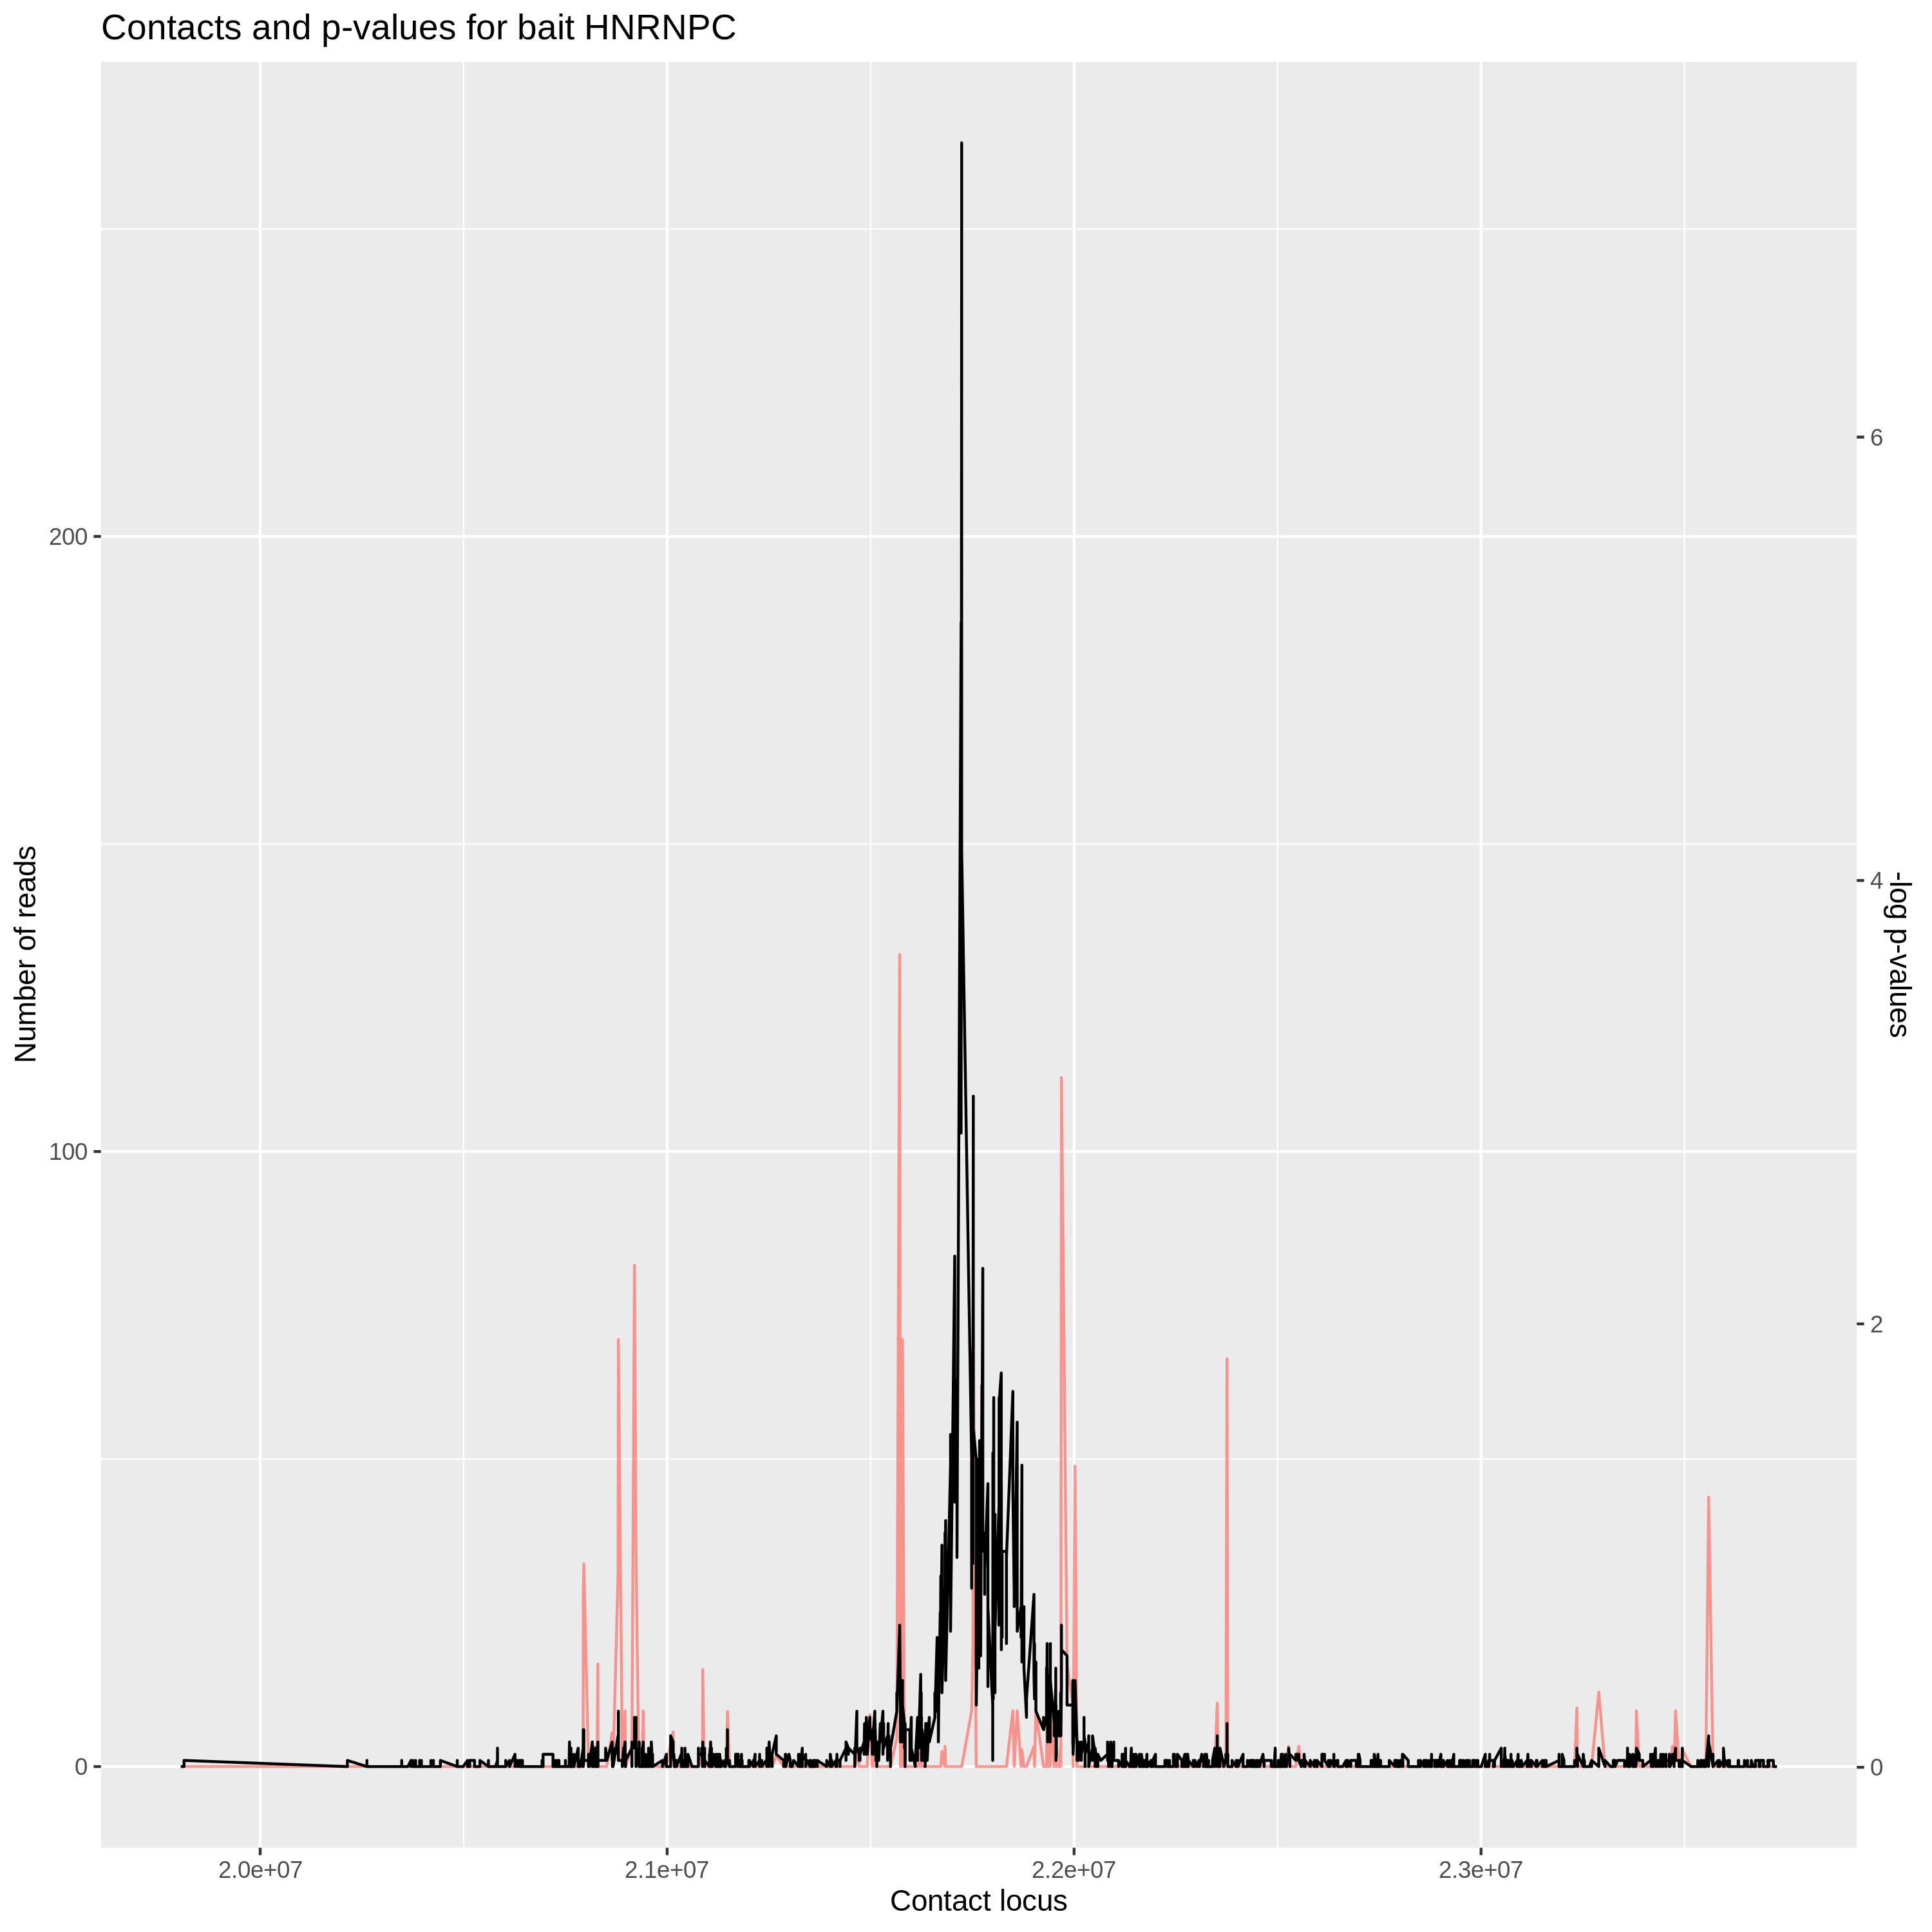 Contacts and p-values for bait HNRNPC
Number of reads
200
100
0
6
4
2
0
-log p-values
2.0e+07
2.1e+07
2.2e+07
2.3e+07
Contact locus